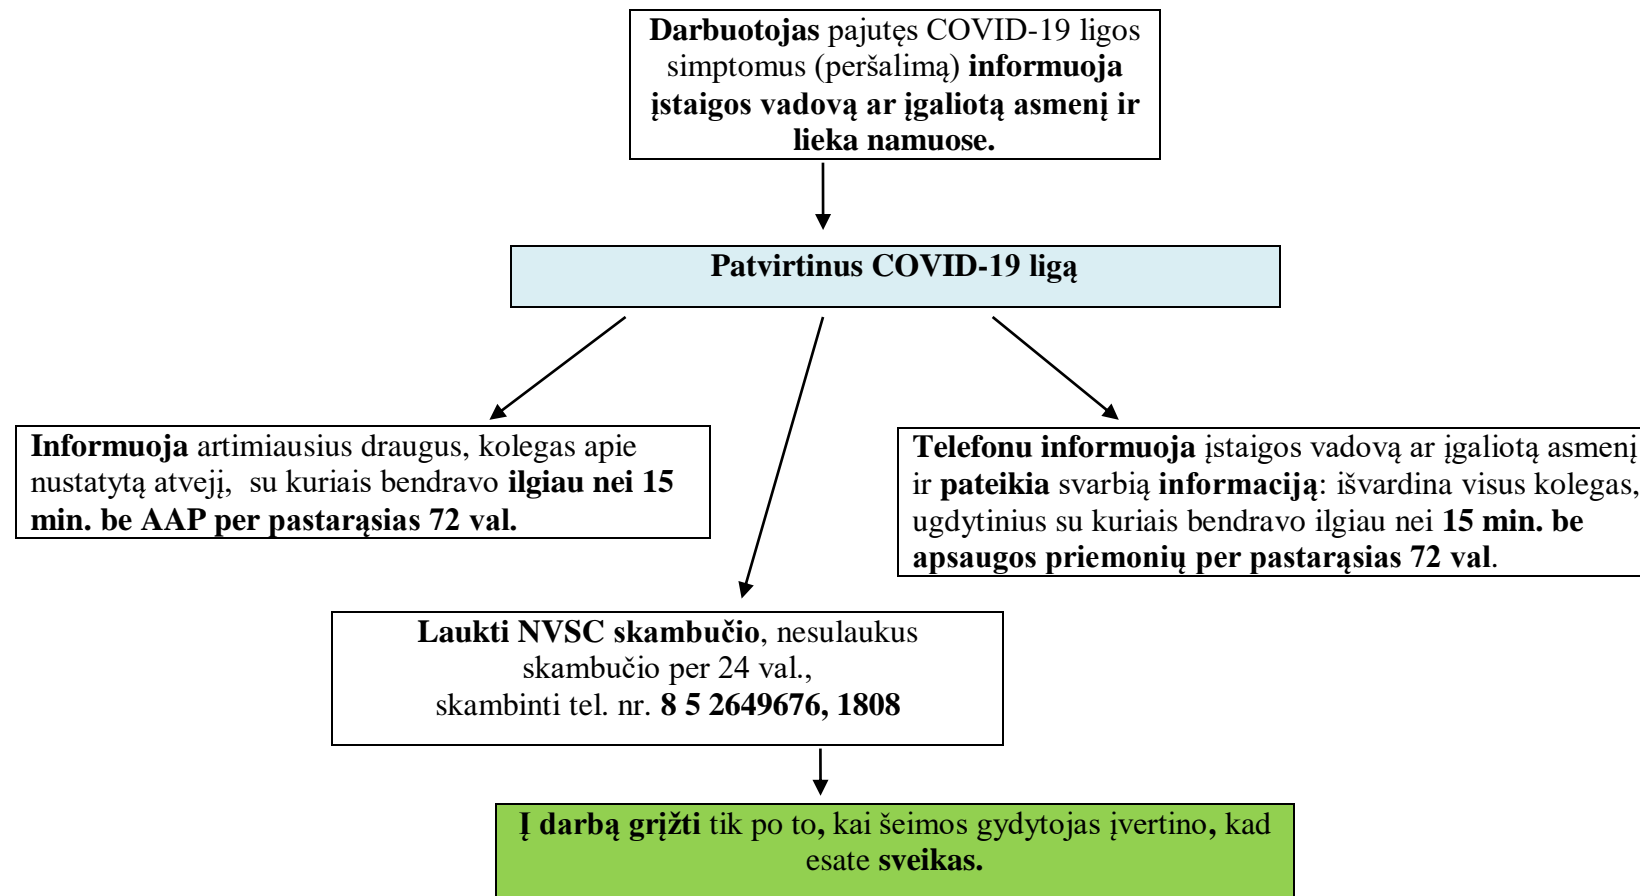 Darbuotojas pajutęs COVID-19 ligos
simptomus (peršalimą) informuoja
įstaigos vadovą ar įgaliotą asmenį ir
lieka namuose.
Patvirtinus COVID-19 ligą
Informuoja artimiausius draugus, kolegas apie
nustatytą atvejį, su kuriais bendravo ilgiau nei 15
min. be AAP per pastarąsias 72 val.
Telefonu informuoja įstaigos vadovą ar įgaliotą asmenį
ir pateikia svarbią informaciją: išvardina visus kolegas,
ugdytinius su kuriais bendravo ilgiau nei 15 min. be
apsaugos priemonių per pastarąsias 72 val.
Laukti NVSC skambučio, nesulaukus
skambučio per 24 val.,
skambinti tel. nr. 8 5 2649676, 1808
Į darbą grįžti tik po to, kai šeimos gydytojas įvertino, kad
esate sveikas.